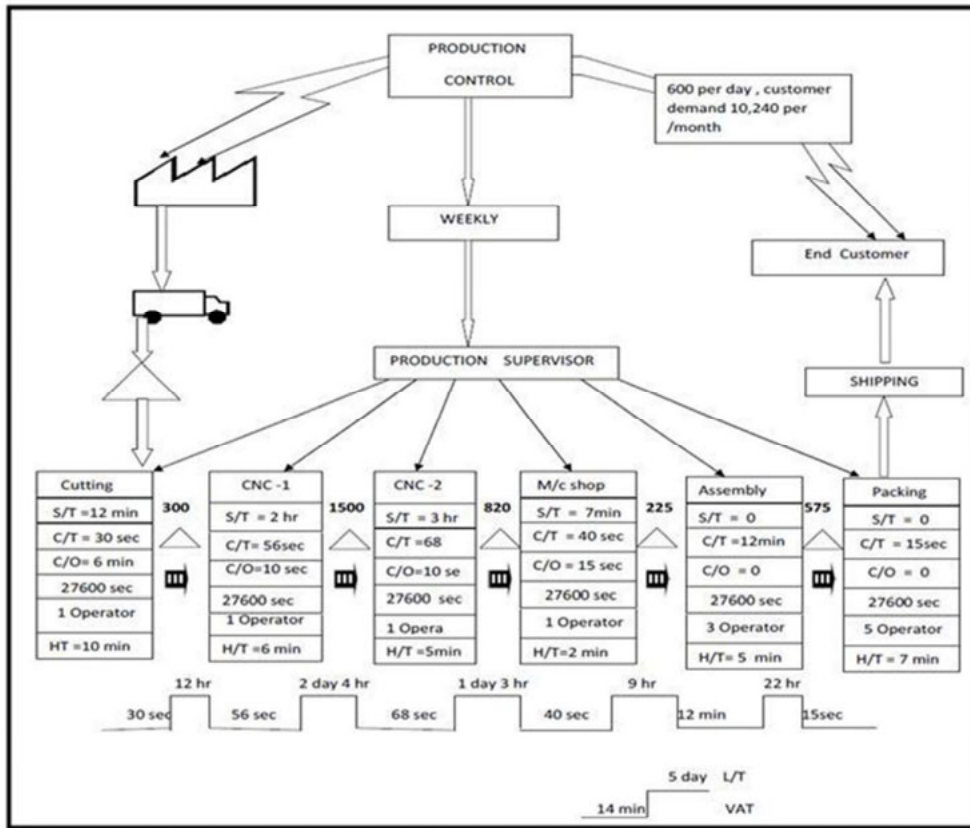 PRODUCTION
CONTROL
600 per day , customer
demand 10,240 per
/month
WEEKLY
End Customer
PRODUCTION SUPERVISOR
SHIPPING
Cutting
S/T =12 min
C/T = 30 sec
C/O= 6 min
27600 sec
1 Operator
HT =10 min
300
CNC -1
S/T = 2 hr
C/T= 56sec
C/O=10 sec
27600 sec
1 Operator
H/T=6 min
1500
CNC -2
S/T = 3 hr
C/T =68
C/O=10 se
27600 sec
1 Opera
H/T=5min
820
M/c shop
S/T = 7min
C/T = 40 sec
C/O = 15 sec
27600 sec
1 Operator
H/T=2 min
225
Assembly
S/T = 0
C/T =12min
C/O = 0
27600 sec
3 Operator
H/T= 5 min
575
Packing
S/T = 0
C/T = 15sec
C/O = 0
27600 sec
5 Operator
H/T = 7 min
12 hr
2 day 4 hr
1 day 3 hr
9 hr
22 hr
30 sec
56 sec
68 sec
40 sec
12 min
15sec
5 day L/T
14 min VAT